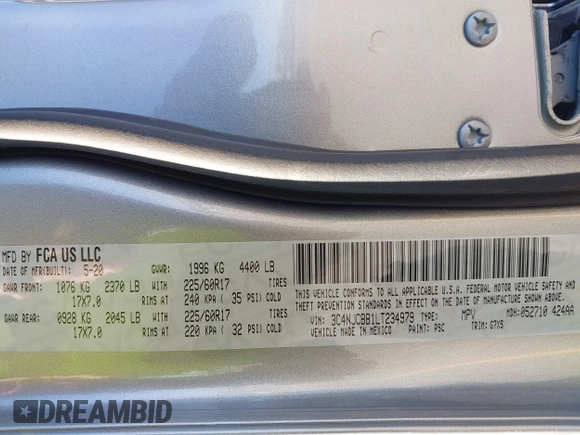 MFD BY FCA US LLC
DATE OF MFR(BUILT): 5-20 GVWR: 1996 KG 4400 LB
GAWR FRONT: 1076 KG 2370 LB 225/60R17 TIRES
17X7.0 RIMS AT 240 KPA ( 35 PSI) COLD
GAWR REAR: 0928 KG 2045 LB 225/60R17 TIRES
17X7.0 RIMS AT 220 KPA ( 32 PSI) COLD
THIS VEHICLE CONFORMS TO ALL APPLICABLE U.S.A. FEDERAL MOTOR VEHICLE SAFETY AND
THEFT PREVENTION STANDARDS IN EFFECT ON THE DATE OF MANUFACTURE SHOWN ABOVE.
VIN: 3C4NJCBB1LT234979 TYPE: MPV MDH: 052710 424AA
VEHICLE MADE IN MEXICO PAINT: PSC TRIM: G7XS
DREAMBID